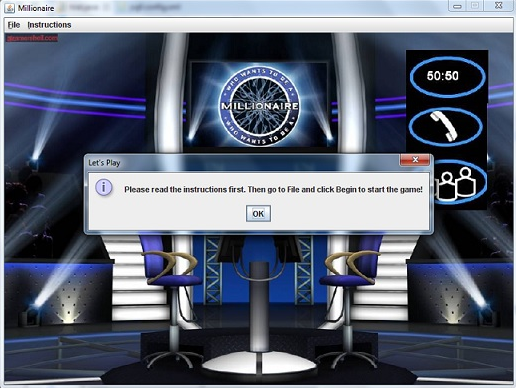 Millionaire
File Instructions
50:50
WHO WANTS TO BE A
MILLIONAIRE
WHO WANTS TO BE A
Let's Play
Please read the instructions first. Then go to File and click Begin to start the game!
OK